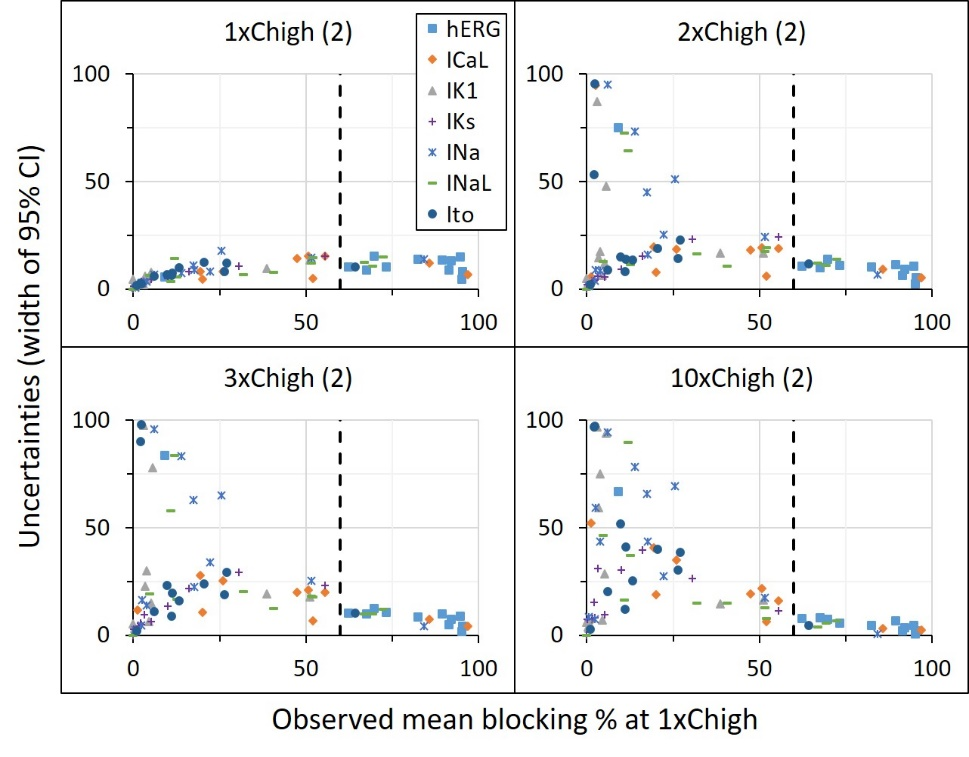 1xChigh (2)
2xChigh (2)
hERG
ICaL
IK1
IKs
INa
INaL
Ito
100
50
0
0 50 100
100
50
0
0 50 100
3xChigh (2)
10xChigh (2)
100
50
0
0 50 100
100
50
0
0 50 100
Uncertainties (width of 95% CI)
Observed mean blocking % at 1xChigh